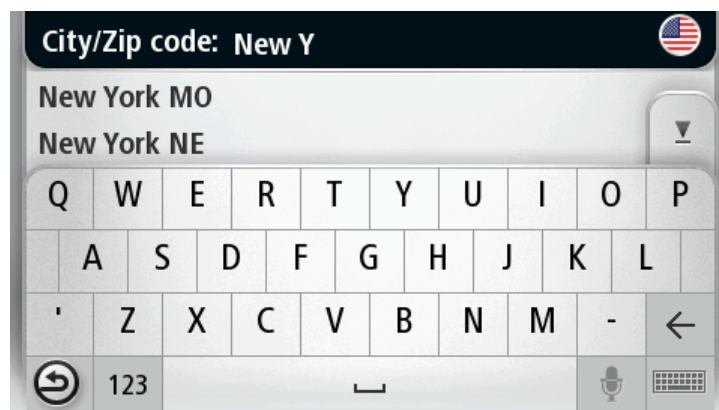 City/Zip code: New Y
New York MO
New York NE
Q W E R T Y U I O P
A S D F G H J K L
' Z X C V B N M -
123